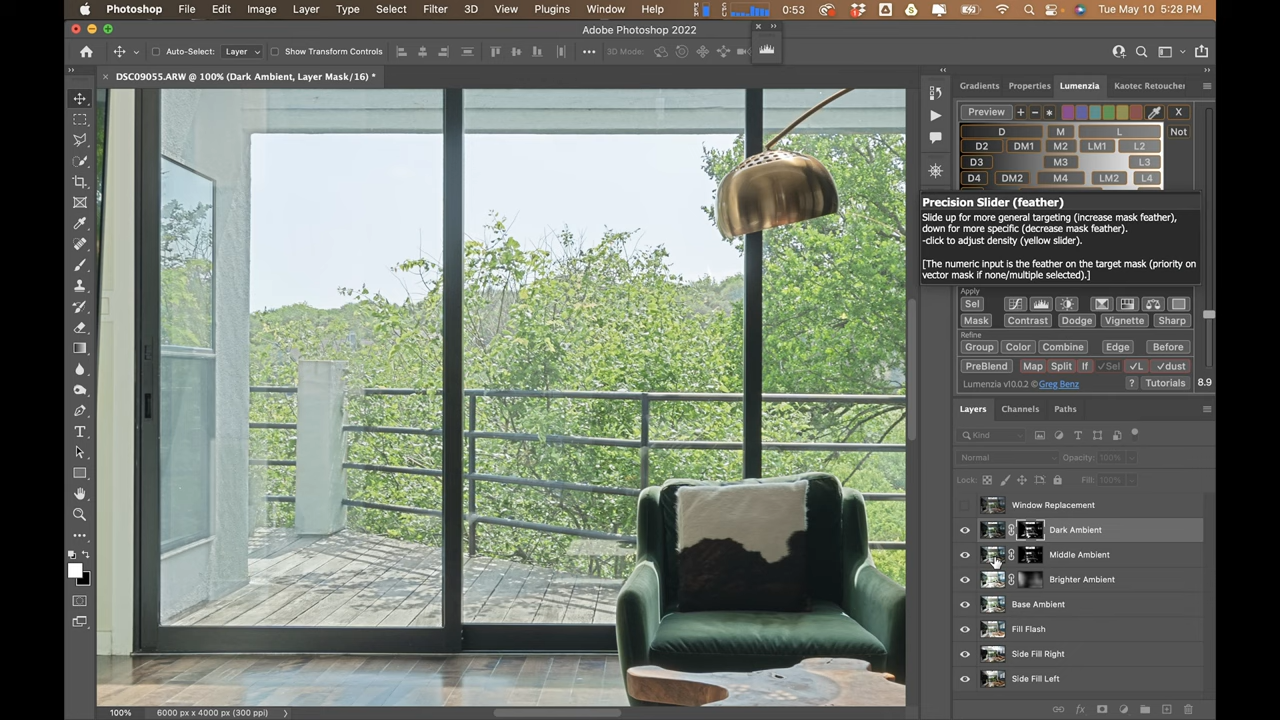 Photoshop File Edit Image Layer Type Select Filter 3D View Plugins Window Help 0:53 Tue May 10 5:28 PM
Adobe Photoshop 2022
Auto-Select: Layer Show Transform Controls 3D Mode:
DSC09055.ARW @ 100% (Dark Ambient, Layer Mask/16) *
Gradients Properties Lumenzia Kaotec Retoucher
Preview + − * X
D M L Not
D2 DM1 M2 LM1 L2
D3 M3 L3
D4 DM2 M4 LM2 L4
Precision Slider (feather)
Slide up for more general targeting (increase mask feather),
down for more specific (decrease mask feather).
-click to adjust density (yellow slider).
[The numeric input is the feather on the target mask (priority on
vector mask if none/multiple selected).]
Apply
Sel
Mask Contrast Dodge Vignette Sharp
Refine
Group Color Combine Edge Before
PreBlend Map Split If ✓Sel ✓L ✓dust
Lumenzia v10.0.2 © Greg Benz ? Tutorials 8.9
Layers Channels Paths
Kind
Normal Opacity: 100%
Lock: Fill: 100%
Window Replacement
Dark Ambient
Middle Ambient
Brighter Ambient
Base Ambient
Fill Flash
Side Fill Right
Side Fill Left
100% 6000 px x 4000 px (300 ppi)